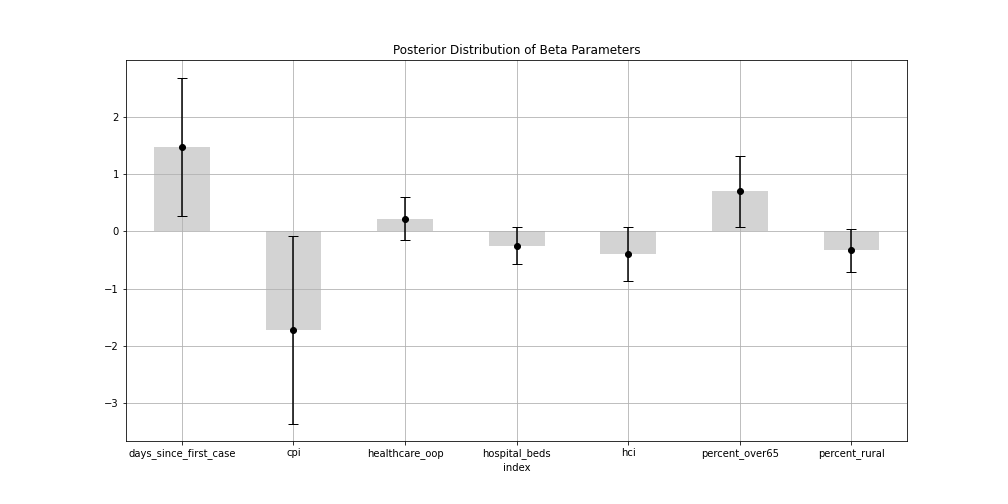 Posterior Distribution of Beta Parameters
2
1
0
−1
−2
−3
days_since_first_case cpi healthcare_oop hospital_beds hci percent_over65 percent_rural
index